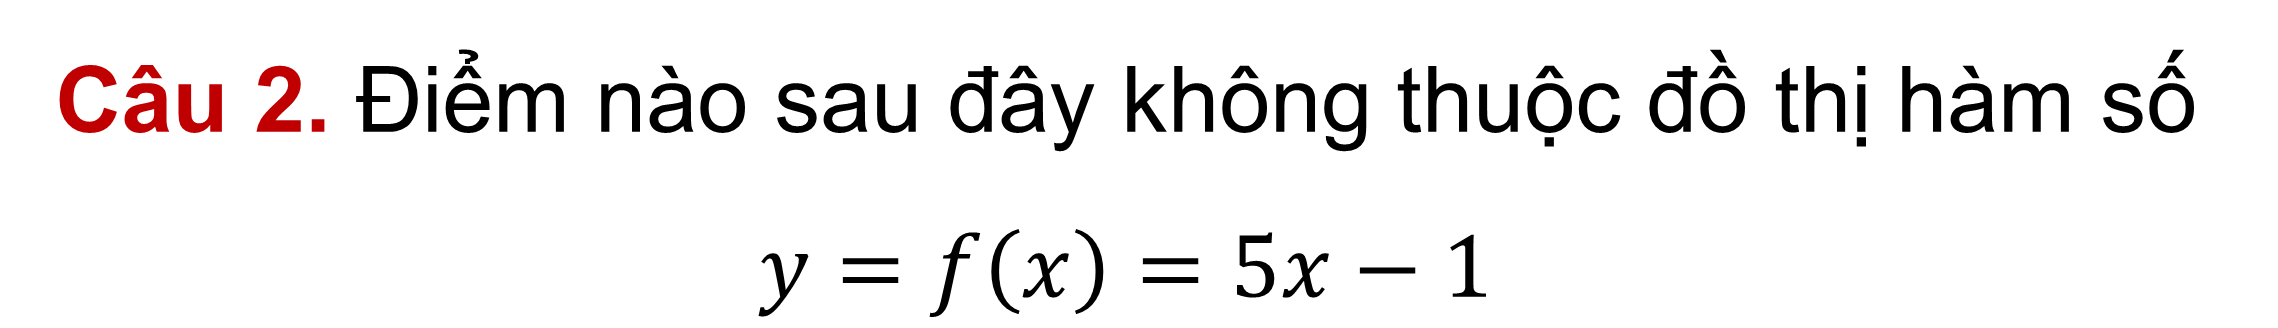 Câu 2. Điểm nào sau đây không thuộc đồ thị hàm số
y = f(x) = 5x − 1